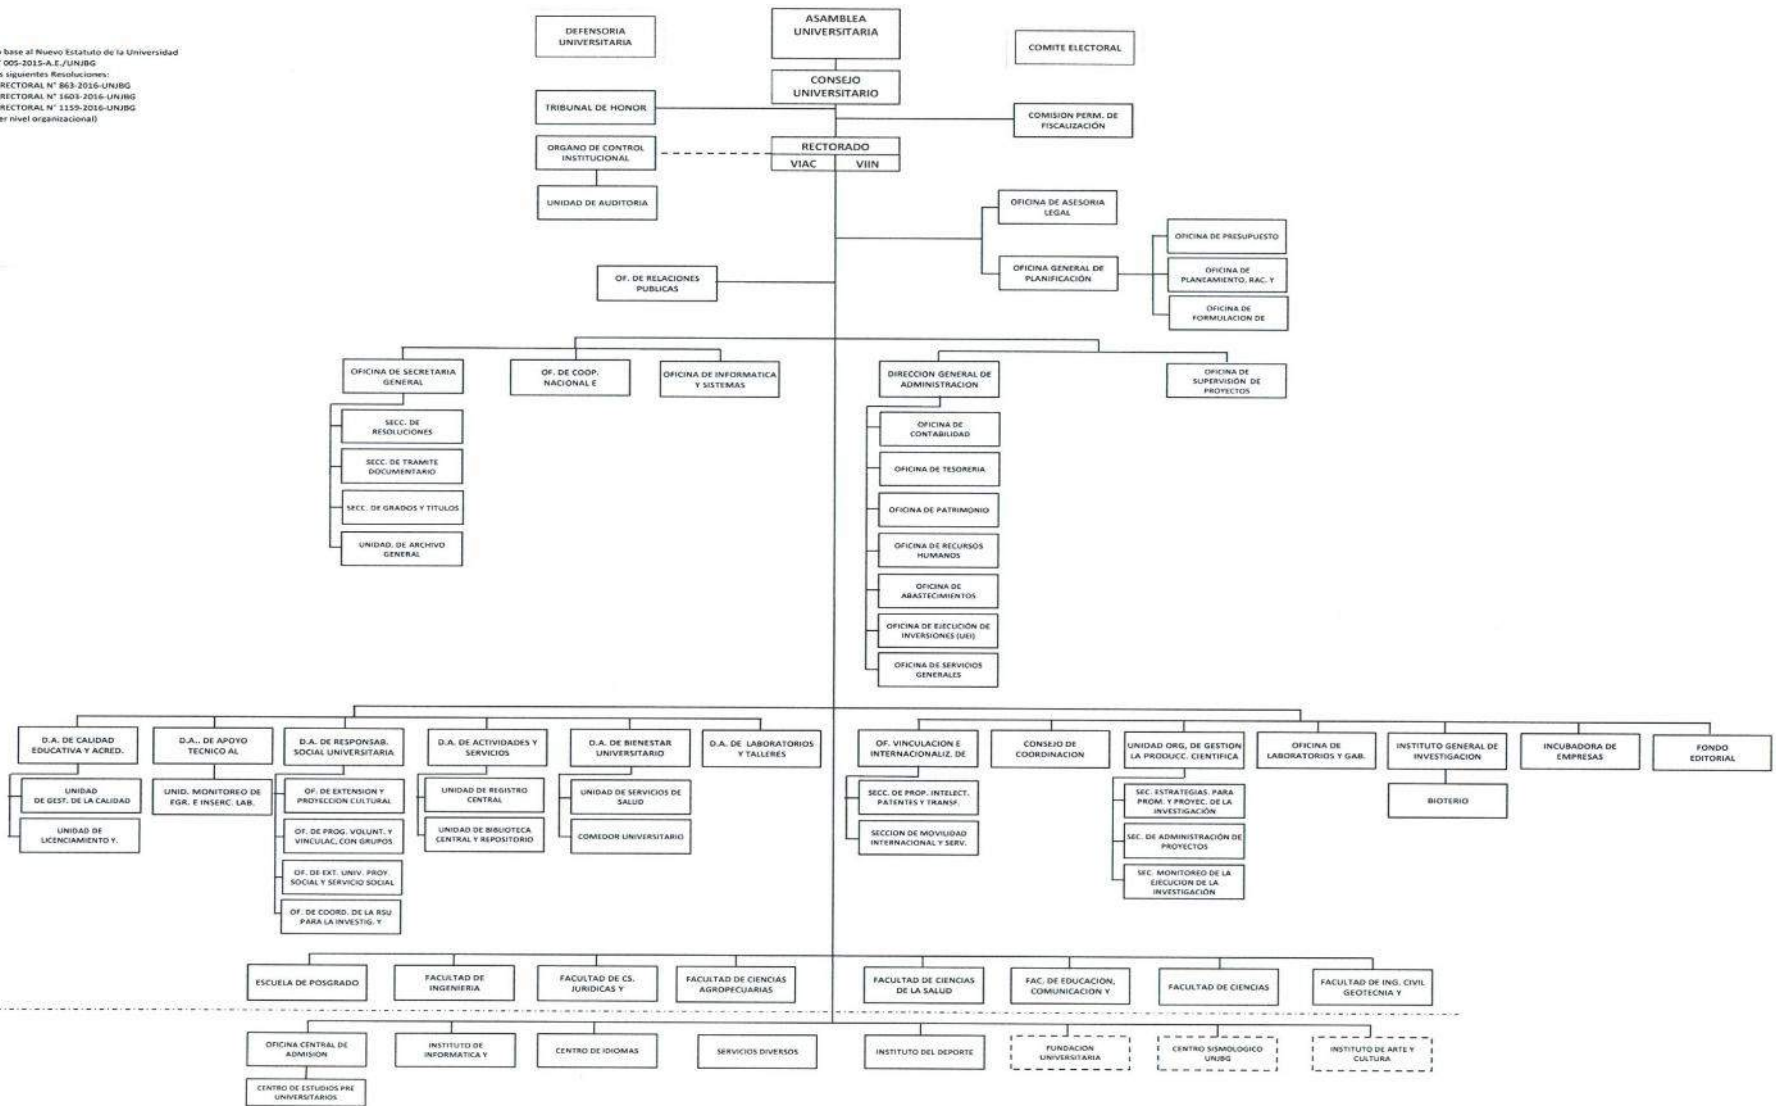 base al Nuevo Estatuto de la Universidad
005-2015-A.E./UNJBG
siguientes Resoluciones:
RECTORAL N° 863-2016-UNJBG
RECTORAL N° 1603-2016-UNJBG
RECTORAL N° 1159-2016-UNJBG
er nivel organizacional)
DEFENSORIA
UNIVERSITARIA
ASAMBLEA
UNIVERSITARIA
COMITE ELECTORAL
CONSEJO
UNIVERSITARIO
TRIBUNAL DE HONOR
COMISION PERM. DE
FISCALIZACIÓN
ORGANO DE CONTROL
INSTITUCIONAL
RECTORADO
VIAC VIIN
UNIDAD DE AUDITORIA
OFICINA DE ASESORIA
LEGAL
OFICINA DE PRESUPUESTO
OFICINA GENERAL DE
PLANIFICACIÓN
OFICINA DE
PLANEAMIENTO, RAC. Y
OFICINA DE
FORMULACION DE
OF. DE RELACIONES
PUBLICAS
OFICINA DE SECRETARIA
GENERAL
OF. DE COOP.
NACIONAL E
OFICINA DE INFORMATICA
Y SISTEMAS
DIRECCION GENERAL DE
ADMINISTRACION
OFICINA DE
SUPERVISIÓN DE
PROYECTOS
SECC. DE
RESOLUCIONES
SECC. DE TRAMITE
DOCUMENTARIO
SECC. DE GRADOS Y TITULOS
UNIDAD. DE ARCHIVO
GENERAL
OFICINA DE
CONTABILIDAD
OFICINA DE TESORERIA
OFICINA DE PATRIMONIO
OFICINA DE RECURSOS
HUMANOS
OFICINA DE
ABASTECIMIENTOS
OFICINA DE EJECUCIÓN DE
INVERSIONES (UEI)
OFICINA DE SERVICIOS
GENERALES
D.A. DE CALIDAD
EDUCATIVA Y ACRED.
D.A.. DE APOYO
TECNICO AL
D.A. DE RESPONSAB.
SOCIAL UNIVERSITARIA
D.A. DE ACTIVIDADES Y
SERVICIOS
D.A. DE BIENESTAR
UNIVERSITARIO
D.A. DE LABORATORIOS
Y TALLERES
OF. VINCULACION E
INTERNACIONALIZ. DE
CONSEJO DE
COORDINACION
UNIDAD ORG, DE GESTION
LA PRODUCC. CIENTIFICA
OFICINA DE
LABORATORIOS Y GAB.
INSTITUTO GENERAL DE
INVESTIGACION
INCUBADORA DE
EMPRESAS
FONDO
EDITORIAL
UNIDAD
DE GEST. DE LA CALIDAD
UNIDAD DE
LICENCIAMIENTO Y.
UNID. MONITOREO DE
EGR. E INSERC. LAB.
OF. DE EXTENSION Y
PROYECCION CULTURAL
OF. DE PROG. VOLUNT. Y
VINCULAC, CON GRUPOS
OF. DE EXT. UNIV. PROY.
SOCIAL Y SERVICIO SOCIAL
OF. DE COORD. DE LA RSU
PARA LA INVESTIG. Y
UNIDAD DE REGISTRO
CENTRAL
UNIDAD DE BIBLIOTECA
CENTRAL Y REPOSITORIO
UNIDAD DE SERVICIOS DE
SALUD
COMEDOR UNIVERSITARIO
SECC. DE PROP. INTELECT.
PATENTES Y TRANSF.
SECCION DE MOVILIDAD
INTERNACIONAL Y SERV.
SEC. ESTRATEGIAS. PARA
PROM. Y PROYEC. DE LA
INVESTIGACIÓN
SEC. DE ADMINISTRACIÓN DE
PROYECTOS
SEC. MONITOREO DE LA
EJECUCION DE LA
INVESTIGACIÓN
BIOTERIO
ESCUELA DE POSGRADO
FACULTAD DE
INGENIERIA
FACULTAD DE CS.
JURIDICAS Y
FACULTAD DE CIENCIAS
AGROPECUARIAS
FACULTAD DE CIENCIAS
DE LA SALUD
FAC. DE EDUCACION,
COMUNICACION Y
FACULTAD DE CIENCIAS
FACULTAD DE ING. CIVIL
GEOTECNIA Y
OFICINA CENTRAL DE
ADMISION
INSTITUTO DE
INFORMATICA Y
CENTRO DE IDIOMAS
SERVICIOS DIVERSOS
INSTITUTO DEL DEPORTE
FUNDACION
UNIVERSITARIA
CENTRO SISMOLOGICO
UNJBG
INSTITUTO DE ARTE Y
CULTURA
CENTRO DE ESTUDIOS PRE
UNIVERSITARIOS